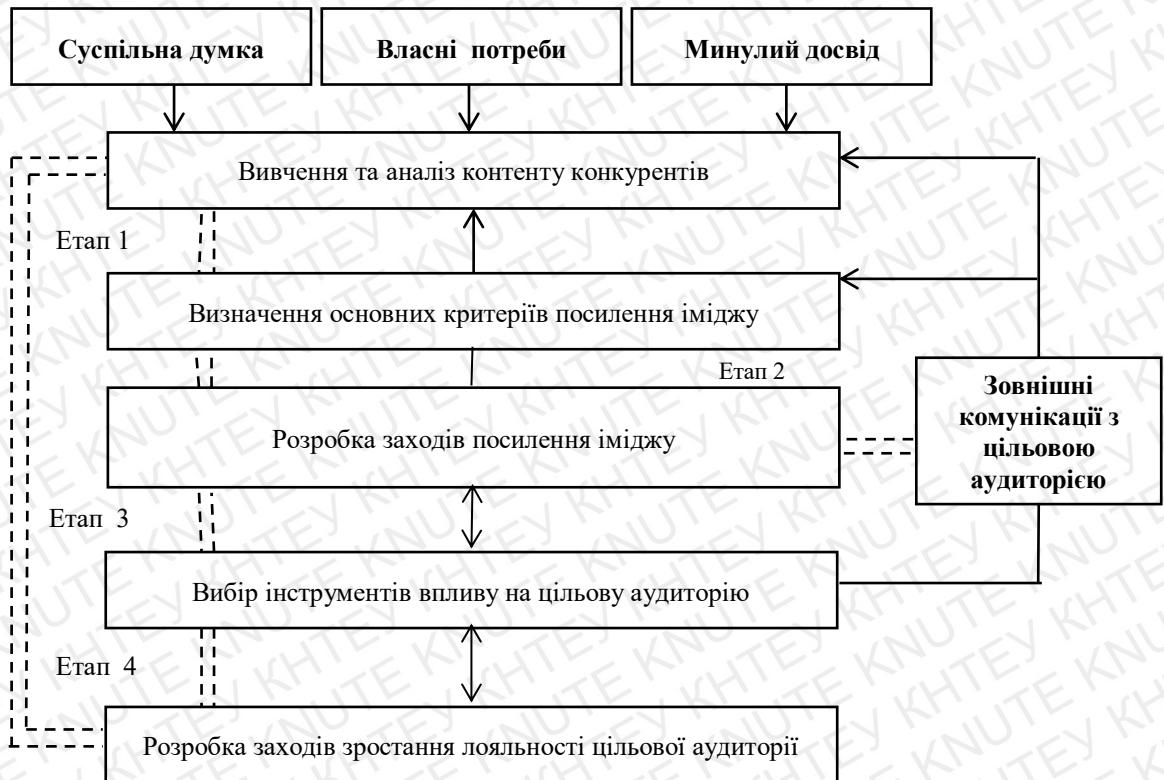 Суспільна думка
Власні потреби
Минулий досвід
Вивчення та аналіз контенту конкурентів
Етап 1
Визначення основних критеріїв посилення іміджу
Етап 2
Зовнішні
комунікації з
цільовою
аудиторією
Розробка заходів посилення іміджу
Етап 3
Вибір інструментів впливу на цільову аудиторію
Етап 4
Розробка заходів зростання лояльності цільової аудиторії
KNUTE КНТЕУ